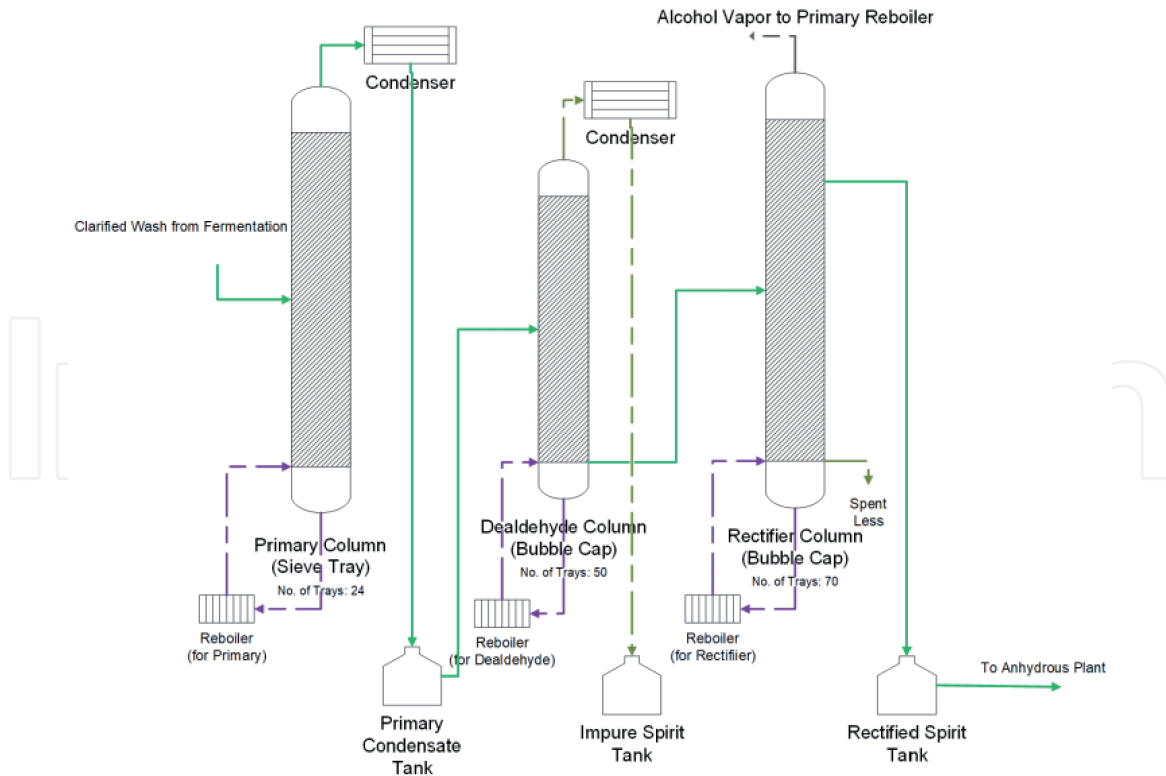 Alcohol Vapor to Primary Reboiler
Condenser
Condenser
Clarified Wash from Fermentation
Spent
Less
Primary Column
(Sieve Tray)
No. of Trays: 24
Dealdehyde Column
(Bubble Cap)
No. of Trays: 50
Rectifier Column
(Bubble Cap)
No. of Trays: 70
Reboiler
(for Primary)
Reboiler
(for Dealdehyde)
Reboiler
(for Rectifiier)
To Anhydrous Plant
Primary
Condensate
Tank
Impure Spirit
Tank
Rectified Spirit
Tank